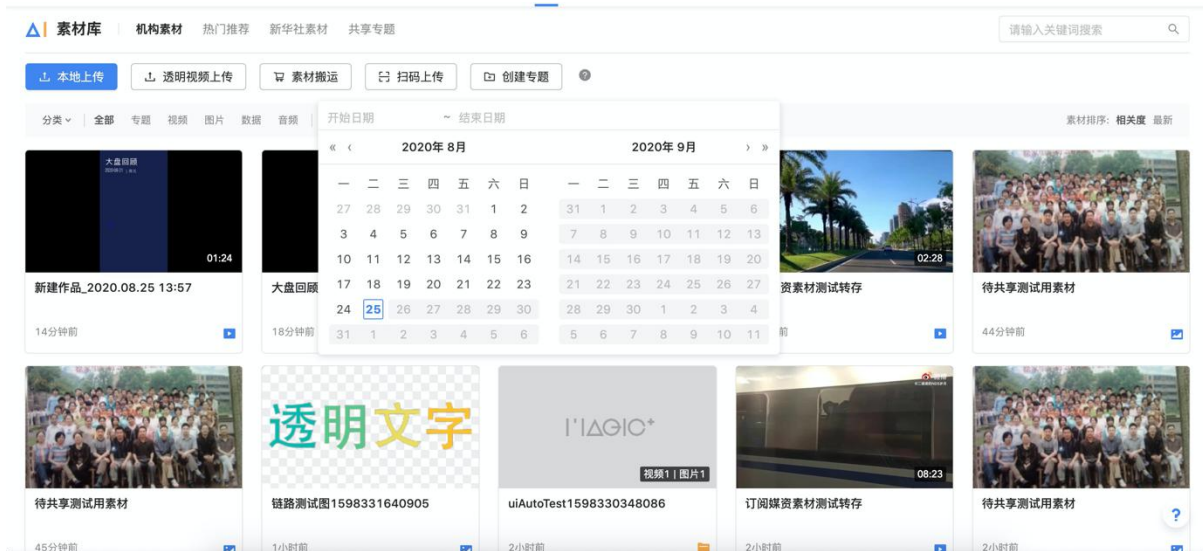 素材库 机构素材 热门推荐 新华社素材 共享专题 请输入关键词搜索
本地上传 透明视频上传 素材搬运 扫码上传 创建专题 ?
分类 全部 专题 视频 图片 数据 音频 素材排序: 相关度 最新
开始日期 ~ 结束日期
« ‹ 2020年 8月 2020年 9月 › »
一 二 三 四 五 六 日 一 二 三 四 五 六 日
27 28 29 30 31 1 2 31 1 2 3 4 5 6
3 4 5 6 7 8 9 7 8 9 10 11 12 13
10 11 12 13 14 15 16 14 15 16 17 18 19 20
17 18 19 20 21 22 23 21 22 23 24 25 26 27
24 25 26 27 28 29 30 28 29 30 1 2 3 4
31 1 2 3 4 5 6 5 6 7 8 9 10 11
大盘回顾
01:24
02:28
新建作品_2020.08.25 13:57 大盘回顾 资素材测试转存 待共享测试用素材
14分钟前 18分钟前 前 44分钟前
透明文字
视频1 | 图片1
08:23
待共享测试用素材 链路测试图1598331640905 uiAutoTest1598330348086 订阅媒资素材测试转存 待共享测试用素材
?
45分钟前 1小时前 2小时前 2小时前 2小时前